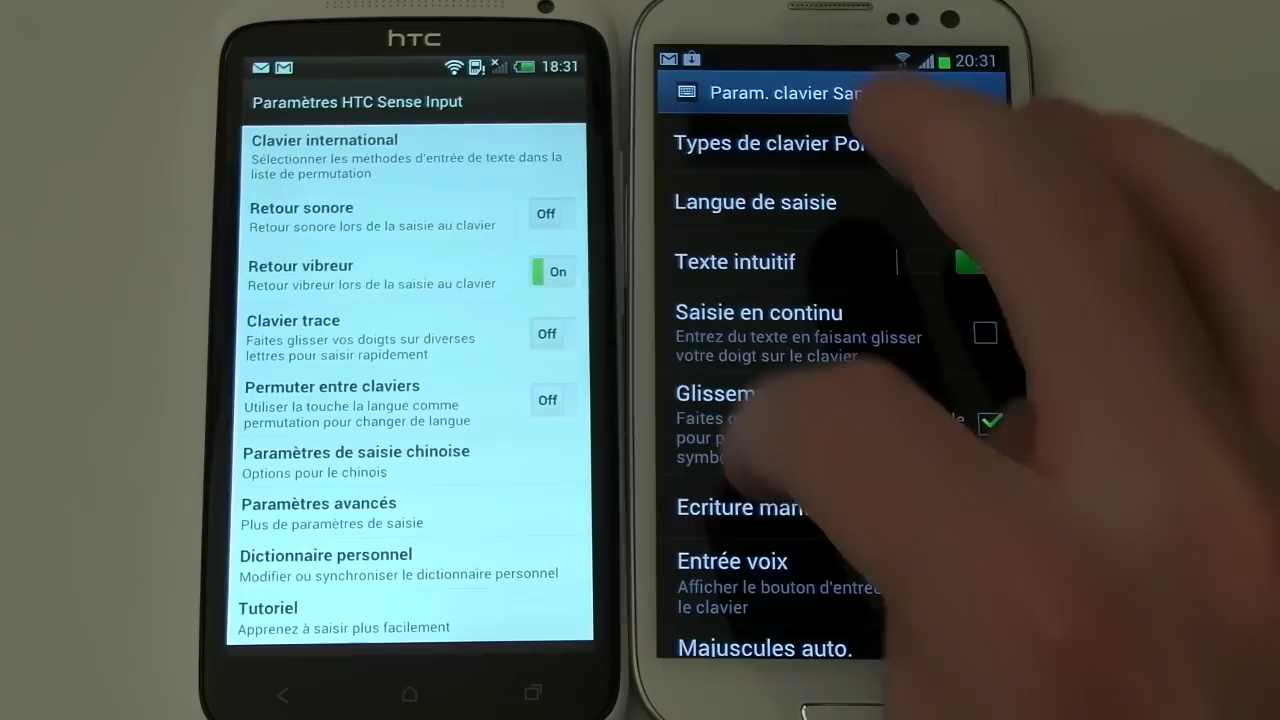 hTC
18:31
Paramètres HTC Sense Input
Clavier international
Sélectionner les méthodes d'entrée de texte dans la
liste de permutation
Retour sonore
Retour sonore lors de la saisie au clavier
Off
Retour vibreur
Retour vibreur lors de la saisie au clavier
On
Clavier trace
Faites glisser vos doigts sur diverses
lettres pour saisir rapidement
Off
Permuter entre claviers
Utiliser la touche la langue comme
permutation pour changer de langue
Off
Paramètres de saisie chinoise
Options pour le chinois
Paramètres avancés
Plus de paramètres de saisie
Dictionnaire personnel
Modifier ou synchroniser le dictionnaire personnel
Tutoriel
Apprenez à saisir plus facilement
20:31
Param. clavier
Types de clavier
Langue de saisie
Texte intuitif
Saisie en continu
Entrez du texte en faisant glisser
votre doigt sur le clavier
Faites
pour
Ecriture
Entrée voix
Afficher le bouton
le clavier
Majuscules auto.